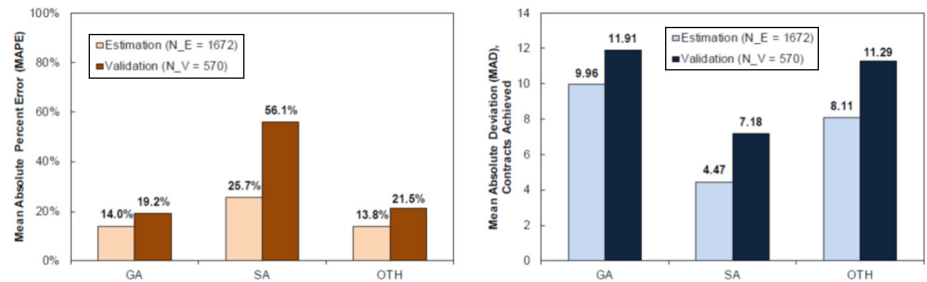 Mean Absolute Percent Error (MAPE)
100%
80%
60%
40%
20%
0%
Estimation (N_E = 1672)
Validation (N_V = 570)
14.0%
19.2%
25.7%
56.1%
13.8%
21.5%
GA
SA
OTH
Mean Absolute Deviation (MAD),
Contracts Achieved
14
12
10
8
6
4
2
0
Estimation (N_E = 1672)
Validation (N_V = 570)
9.96
11.91
4.47
7.18
8.11
11.29
GA
SA
OTH